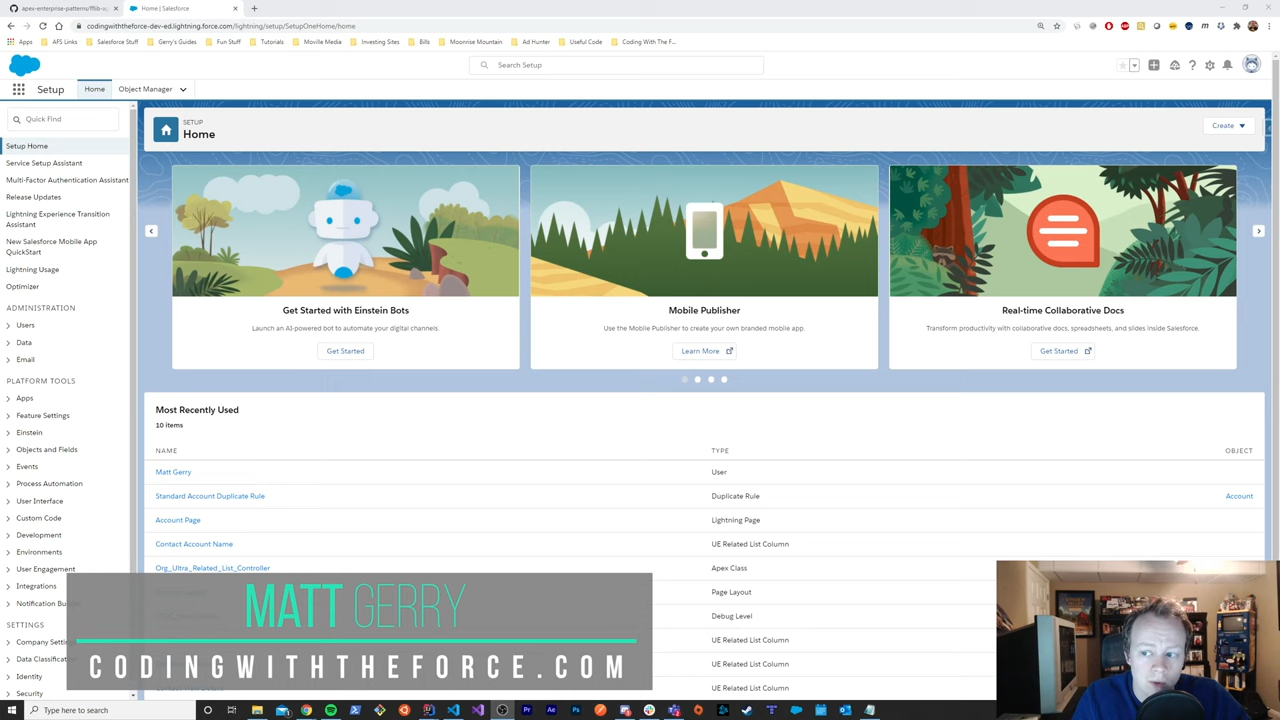 apex-enterprise-patterns/fflib-a
Home | Salesforce
codingwiththeforce-dev-ed.lightning.force.com/lightning/setup/SetupOneHome/home
Apps
AFS Links
Salesforce Stuff
Gerry's Guides
Fun Stuff
Tutorials
Moville Media
Investing Sites
Bills
Moonrise Mountain
Ad Hunter
Useful Code
Coding With The F...
Search Setup
Setup
Home
Object Manager
Quick Find
Setup Home
Service Setup Assistant
Multi-Factor Authentication Assistant
Release Updates
Lightning Experience Transition
Assistant
New Salesforce Mobile App
QuickStart
Lightning Usage
Optimizer
ADMINISTRATION
Users
Data
Email
PLATFORM TOOLS
Apps
Feature Settings
Einstein
Objects and Fields
Events
Process Automation
User Interface
Custom Code
Development
Environments
User Engagement
Integrations
Notification
SETTINGS
Company Setti
Data Classificati
Identity
Security
SETUP
Home
Create
Get Started with Einstein Bots
Launch an AI-powered bot to automate your digital channels.
Get Started
Mobile Publisher
Use the Mobile Publisher to create your own branded mobile app.
Learn More
Real-time Collaborative Docs
Transform productivity with collaborative docs, spreadsheets, and slides inside Salesforce.
Get Started
Most Recently Used
10 items
NAME TYPE OBJECT
Matt Gerry User
Standard Account Duplicate Rule Duplicate Rule Account
Account Page Lightning Page
Contact Account Name UE Related List Column
Org_Ultra_Related_List_Controller Apex Class
Page Layout
Debug Level
UE Related List Column
UE Related List Column
UE Related List Column
MATT GERRY
CODINGWITHTHEFORCE.COM
Type here to search